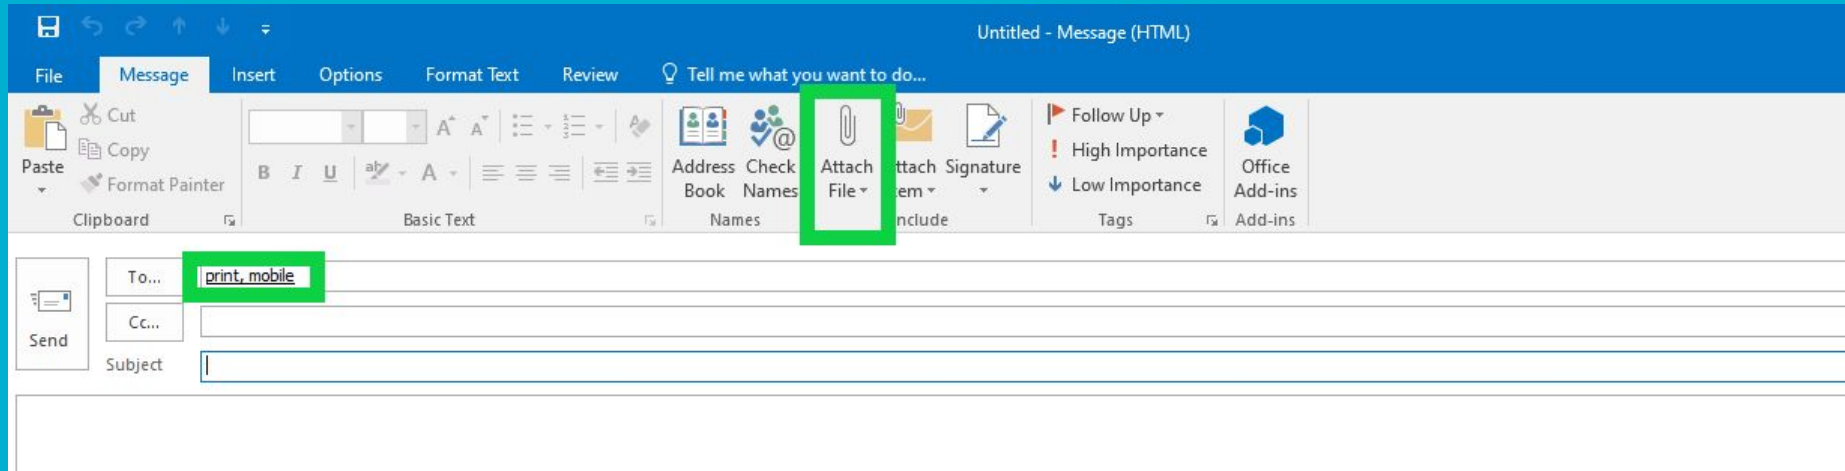 Untitled - Message (HTML)
File Message Insert Options Format Text Review Tell me what you want to do...
Cut
Copy
Format Painter
Paste
Clipboard
A A
B I U aby A
Basic Text
Address Book
Check Names
Names
Attach File
ttach em
Signature
nclude
Follow Up
High Importance
Low Importance
Tags
Office Add-ins
Add-ins
Send
To... print, mobile
Cc...
Subject